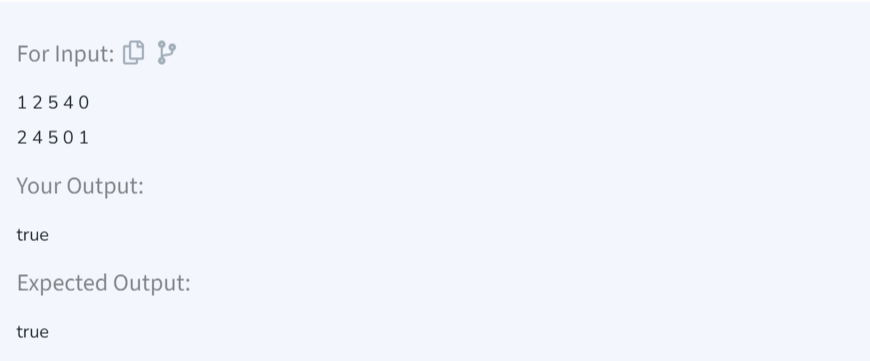 For Input:
1 2 5 4 0
2 4 5 0 1
Your Output:
true
Expected Output:
true